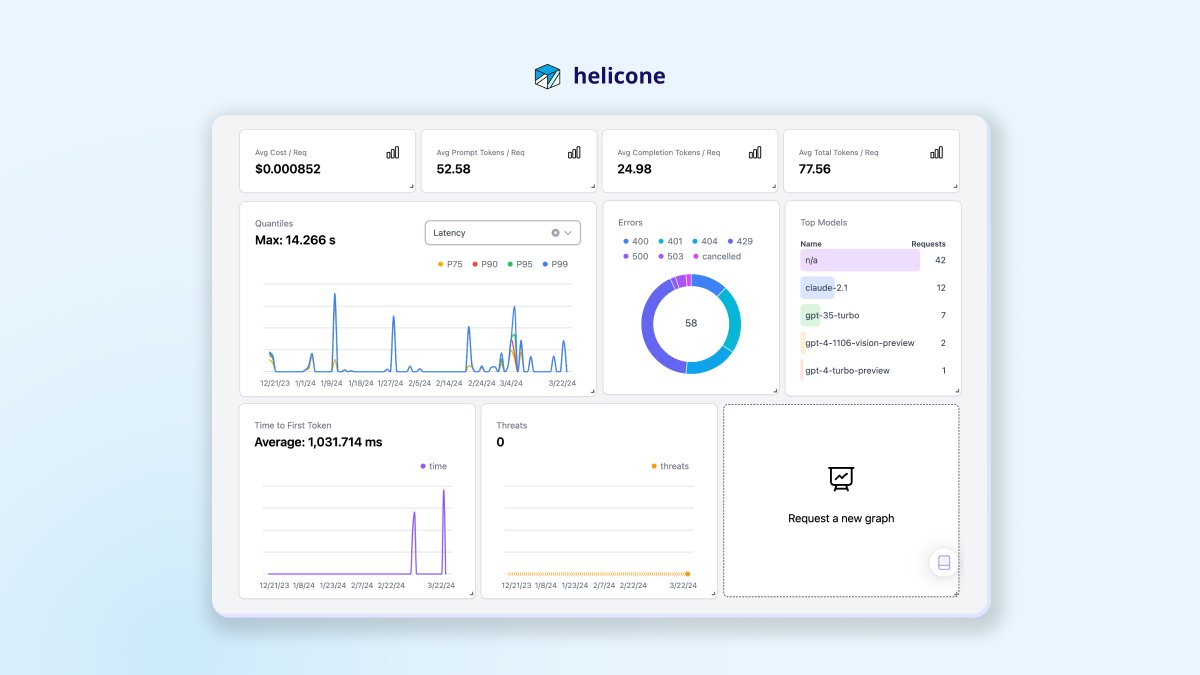 helicone
Avg Cost / Req
$0.000852
Avg Prompt Tokens / Req
52.58
Avg Completion Tokens / Req
24.98
Avg Total Tokens / Req
77.56
Quantiles
Max: 14.266 s
Latency
P75 P90 P95 P99
12/21/23 1/1/24 1/9/24 1/18/24 1/27/24 2/5/24 2/14/24 2/24/24 3/4/24 3/22/24
Errors
400 401 404 429
500 503 cancelled
58
Top Models
Name Requests
n/a 42
claude-2.1 12
gpt-35-turbo 7
gpt-4-1106-vision-preview 2
gpt-4-turbo-preview 1
Time to First Token
Average: 1,031.714 ms
time
12/21/23 1/8/24 1/23/24 2/7/24 2/22/24 3/22/24
Threats
0
threats
12/21/23 1/8/24 1/23/24 2/7/24 2/22/24 3/22/24
Request a new graph